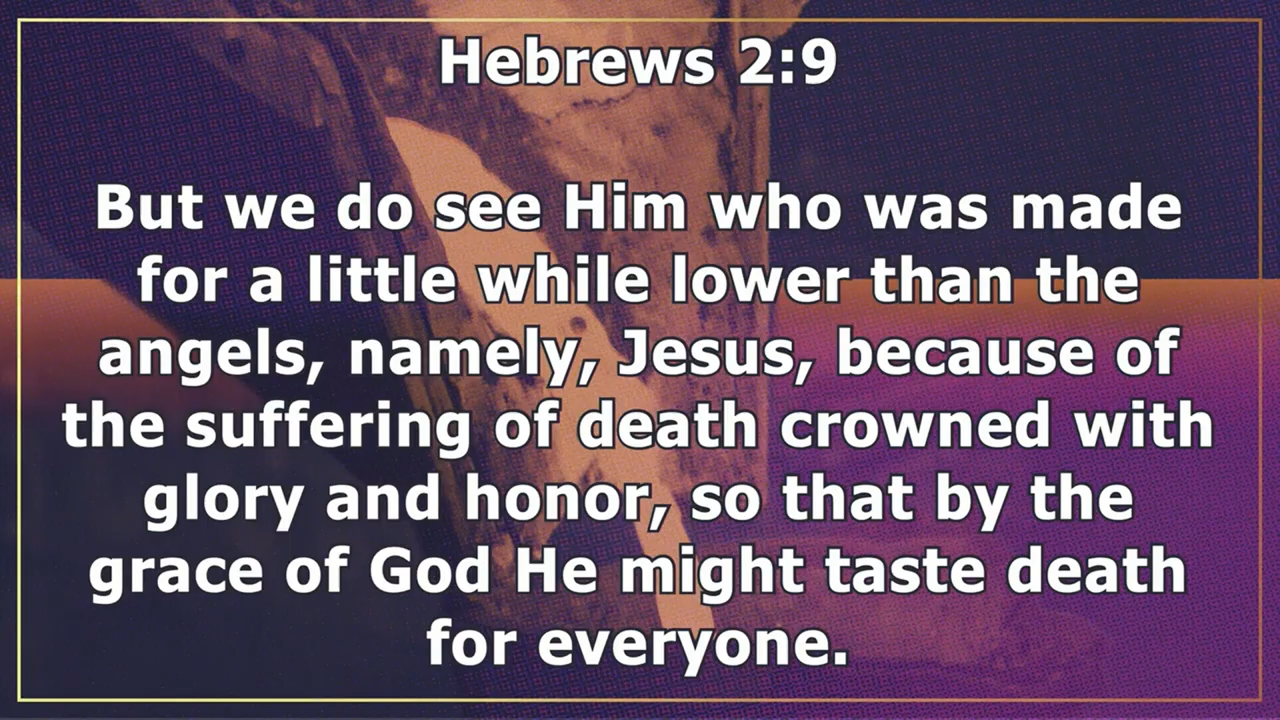 Hebrews 2:9
But we do see Him who was made
for a little while lower than the
angels, namely, Jesus, because of
the suffering of death crowned with
glory and honor, so that by the
grace of God He might taste death
for everyone.